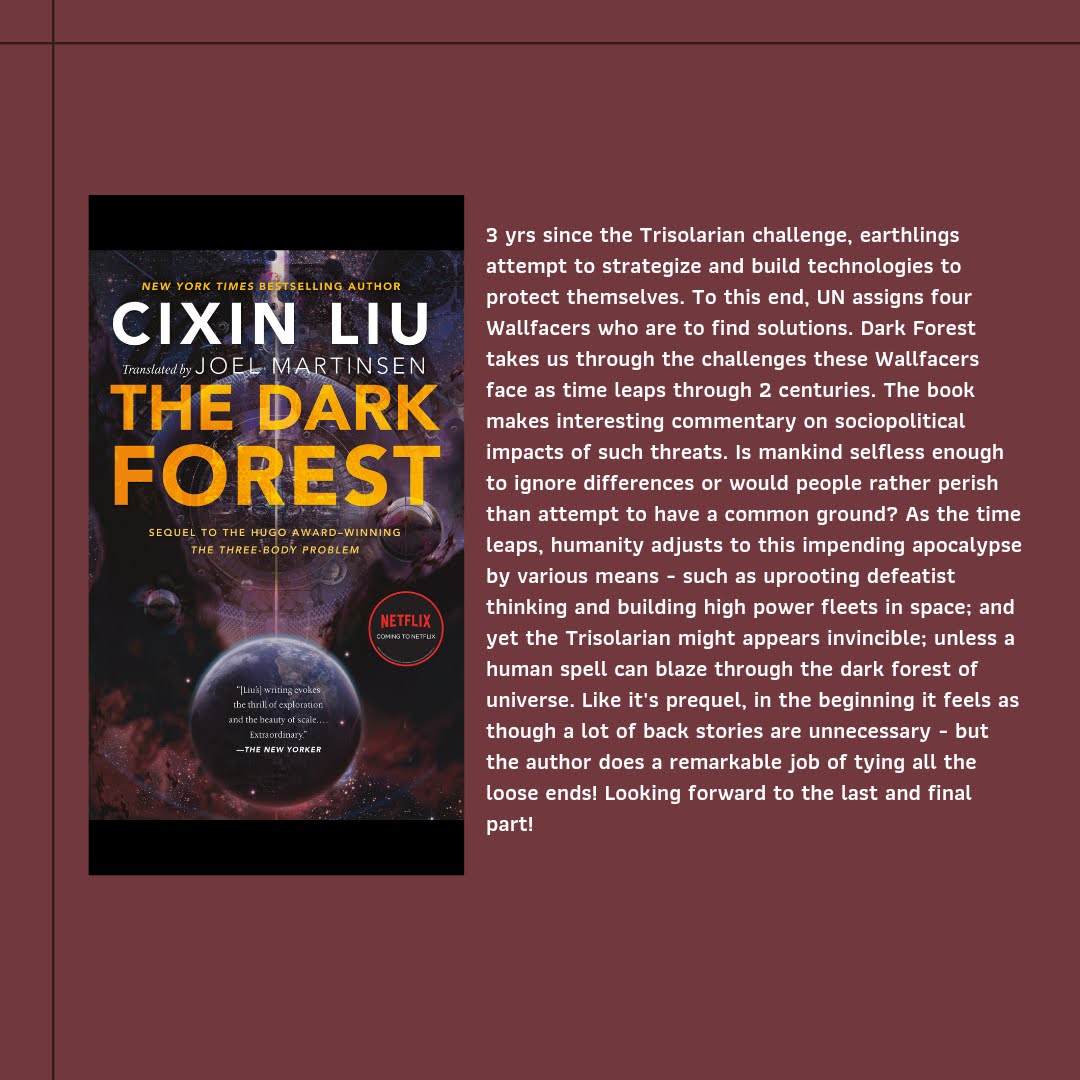 NEW YORK TIMES BESTSELLING AUTHOR
CIXIN LIU
Translated by JOEL MARTINSEN
THE DARK
FOREST
SEQUEL TO THE HUGO AWARD–WINNING
THE THREE-BODY PROBLEM
NETFLIX
COMING TO NETFLIX
"[Liu's] writing evokes
the thrill of exploration
and the beauty of scale....
Extraordinary."
—THE NEW YORKER
3 yrs since the Trisolarian challenge, earthlings
attempt to strategize and build technologies to
protect themselves. To this end, UN assigns four
Wallfacers who are to find solutions. Dark Forest
takes us through the challenges these Wallfacers
face as time leaps through 2 centuries. The book
makes interesting commentary on sociopolitical
impacts of such threats. Is mankind selfless enough
to ignore differences or would people rather perish
than attempt to have a common ground? As the time
leaps, humanity adjusts to this impending apocalypse
by various means - such as uprooting defeatist
thinking and building high power fleets in space; and
yet the Trisolarian might appears invincible; unless a
human spell can blaze through the dark forest of
universe. Like it's prequel, in the beginning it feels as
though a lot of back stories are unnecessary - but
the author does a remarkable job of tying all the
loose ends! Looking forward to the last and final
part!